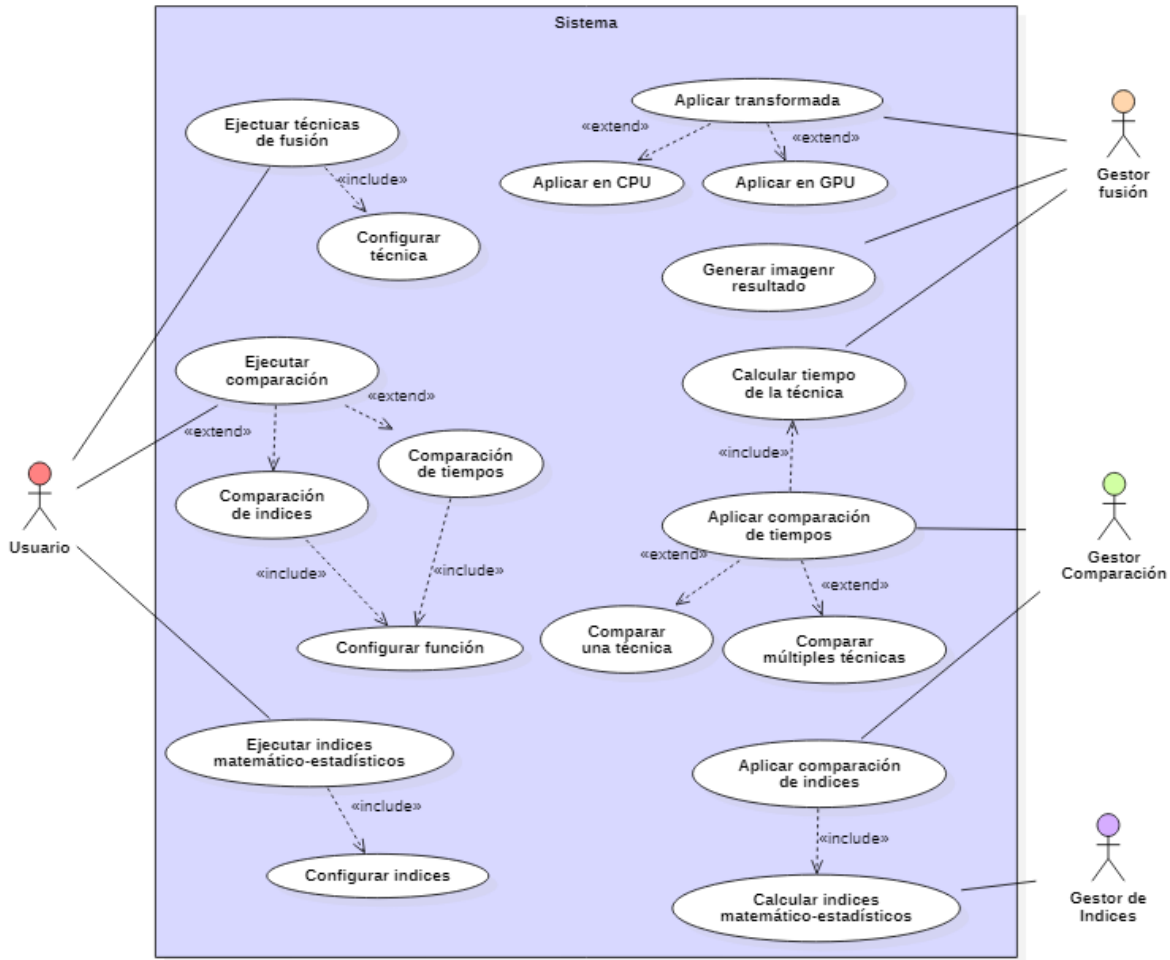 Sistema
Ejectuar técnicas
de fusión
«include»
Configurar
técnica
Aplicar transformada
«extend»
«extend»
Aplicar en CPU
Aplicar en GPU
Gestor
fusión
Generar imagenr
resultado
Ejecutar
comparación
«extend»
«extend»
Comparación
de tiempos
Comparación
de indices
«include»
«include»
Configurar función
Calcular tiempo
de la técnica
«include»
Aplicar comparación
de tiempos
«extend»
«extend»
Comparar
una técnica
Comparar
múltiples técnicas
Usuario
Gestor
Comparación
Ejecutar indices
matemático-estadísticos
«include»
Configurar indices
Aplicar comparación
de indices
«include»
Calcular indices
matemático-estadísticos
Gestor de
Indices